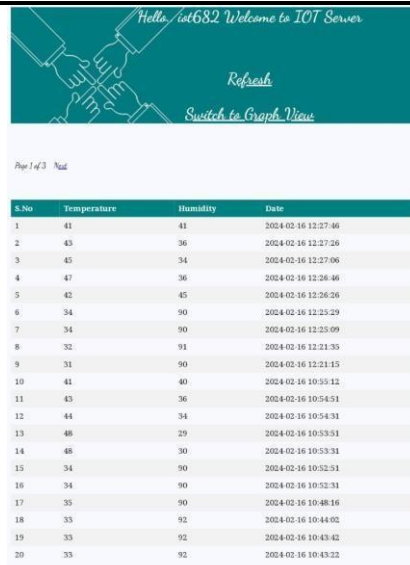 Hello, iot682 Welcome to IOT Server
Refresh
Switch to Graph View
Page 1 of 3 Next
S.No Temperature Humidity Date
1 41 41 2024-02-16 12:27:46
2 43 36 2024-02-16 12:27:26
3 45 34 2024-02-16 12:27:06
4 47 36 2024-02-16 12:26:46
5 42 45 2024-02-16 12:26:26
6 34 90 2024-02-16 12:25:29
7 34 90 2024-02-16 12:25:09
8 32 91 2024-02-16 12:21:35
9 31 90 2024-02-16 12:21:15
10 41 40 2024-02-16 10:55:12
11 43 36 2024-02-16 10:54:51
12 44 34 2024-02-16 10:54:31
13 48 29 2024-02-16 10:53:51
14 48 30 2024-02-16 10:53:31
15 34 90 2024-02-16 10:52:51
16 34 90 2024-02-16 10:52:31
17 35 90 2024-02-16 10:48:16
18 33 92 2024-02-16 10:44:02
19 33 92 2024-02-16 10:43:42
20 33 92 2024-02-16 10:43:22